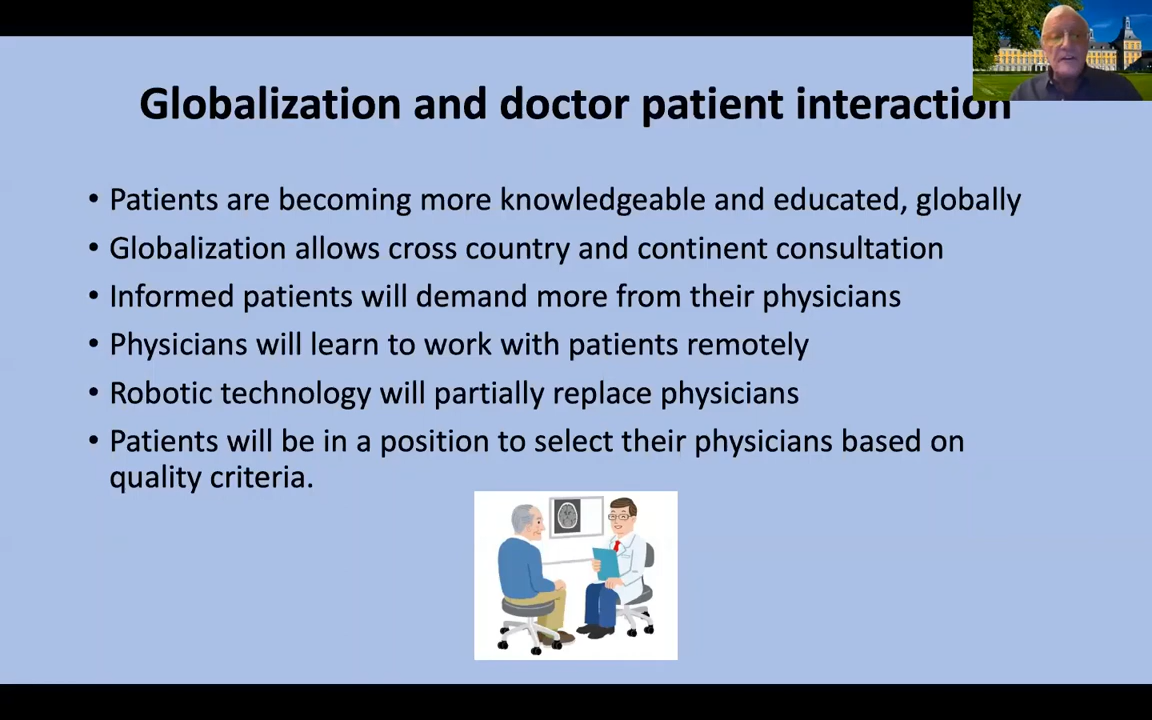 Globalization and doctor patient interaction
• Patients are becoming more knowledgeable and educated, globally
• Globalization allows cross country and continent consultation
• Informed patients will demand more from their physicians
• Physicians will learn to work with patients remotely
• Robotic technology will partially replace physicians
• Patients will be in a position to select their physicians based on
quality criteria.